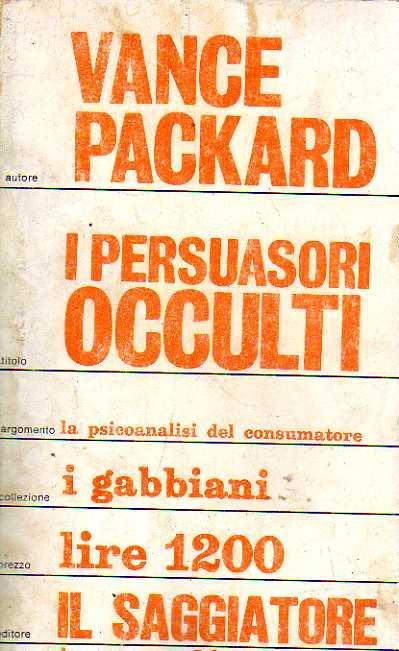 VANCE
PACKARD
autore
I PERSUASORI
OCCULTI
titolo
argomento la psicoanalisi del consumatore
collezione i gabbiani
prezzo lire 1200
editore IL SAGGIATORE